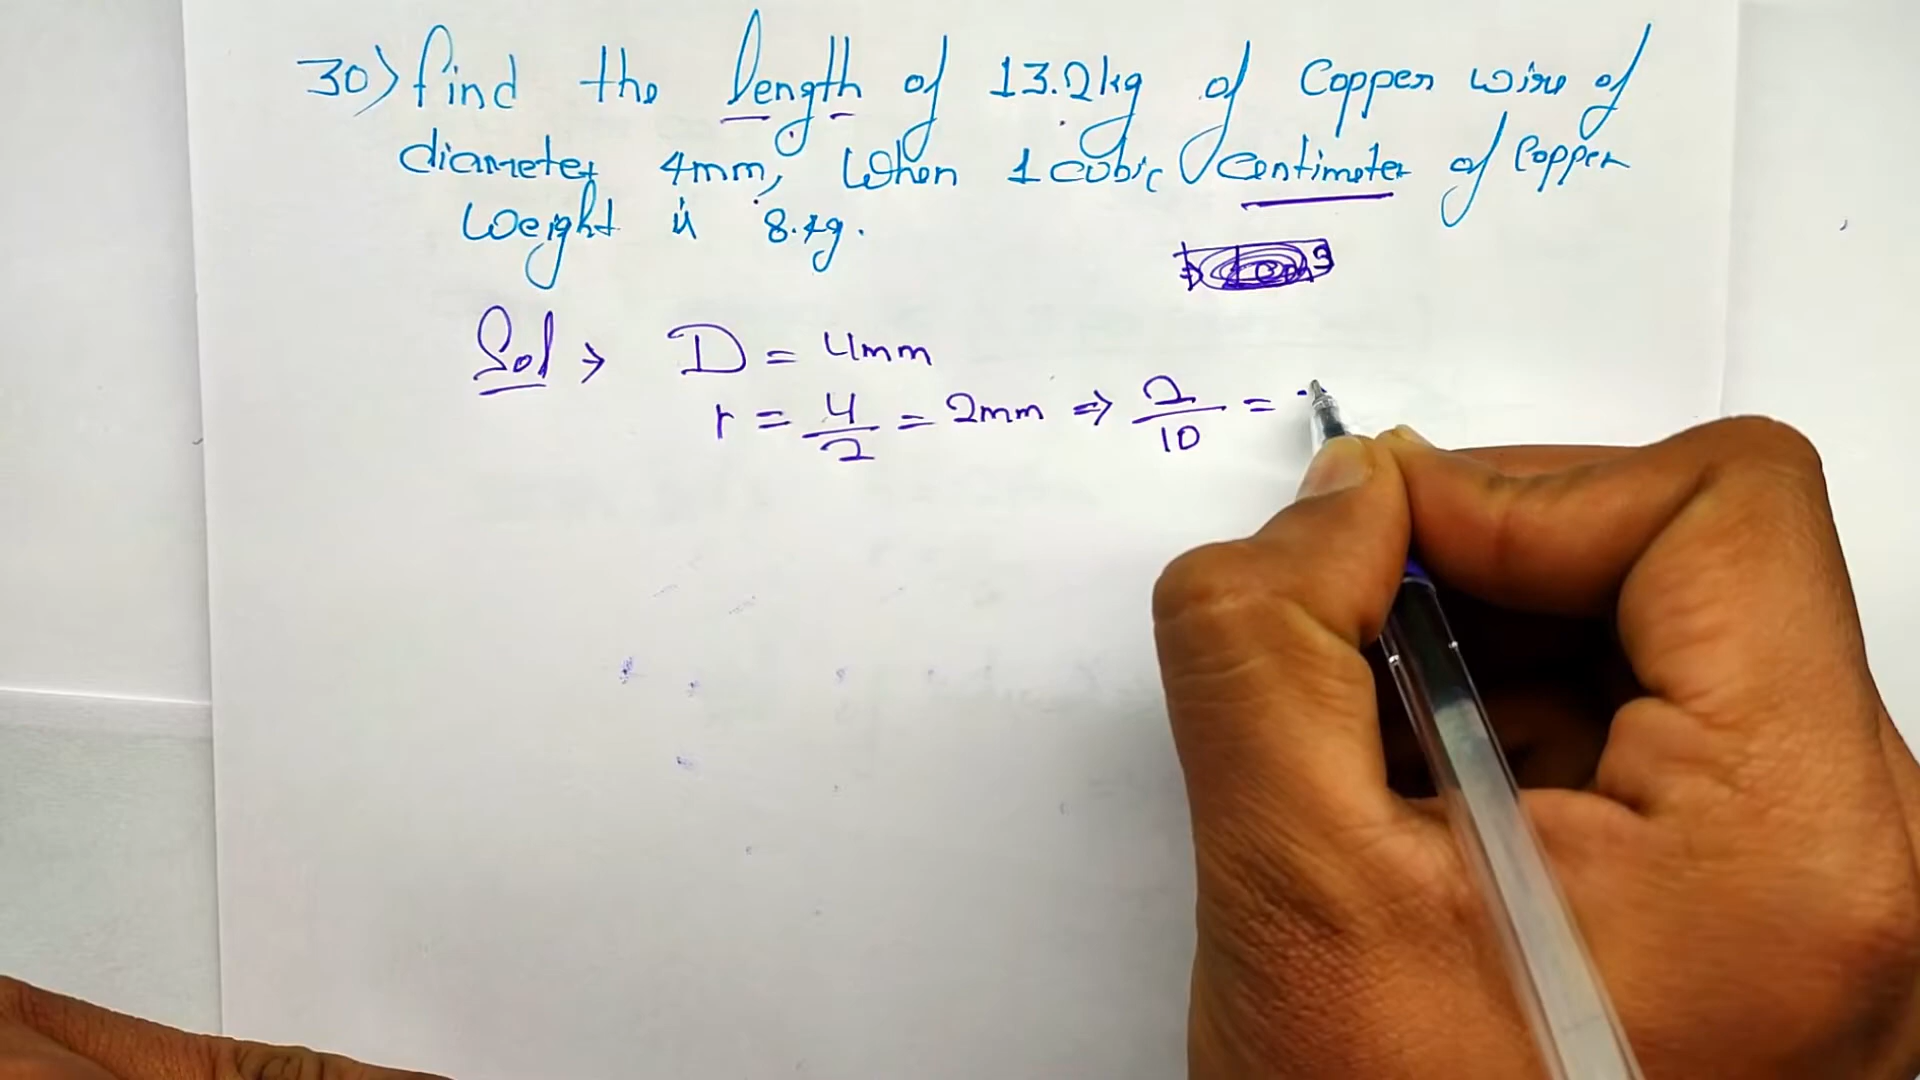 30) find the length of 13.2kg of Copper wire of
diameter 4mm, When 1 cubic Centimeter of Copper
Weight is 8.4g.
Sol → D = 4mm
r = 4/2 = 2mm ⇒ 2/10 =